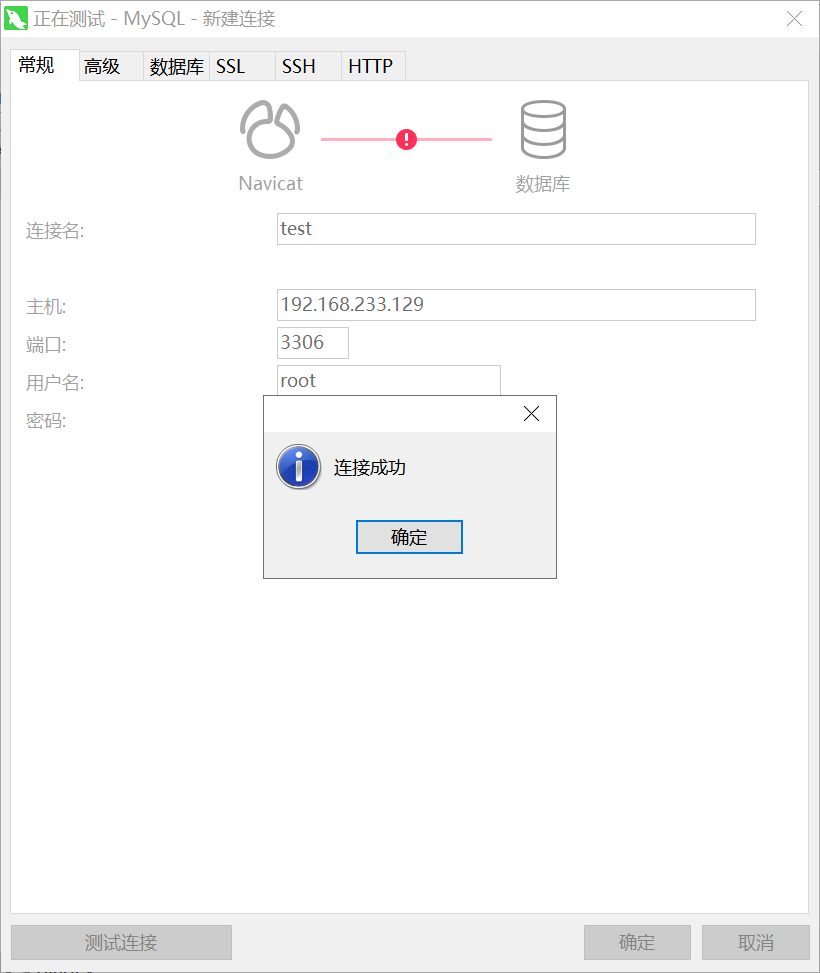 正在测试 - MySQL - 新建连接
常规 高级 数据库 SSL SSH HTTP
Navicat 数据库
连接名: test
主机: 192.168.233.129
端口: 3306
用户名: root
密码:
连接成功
确定
测试连接 确定 取消